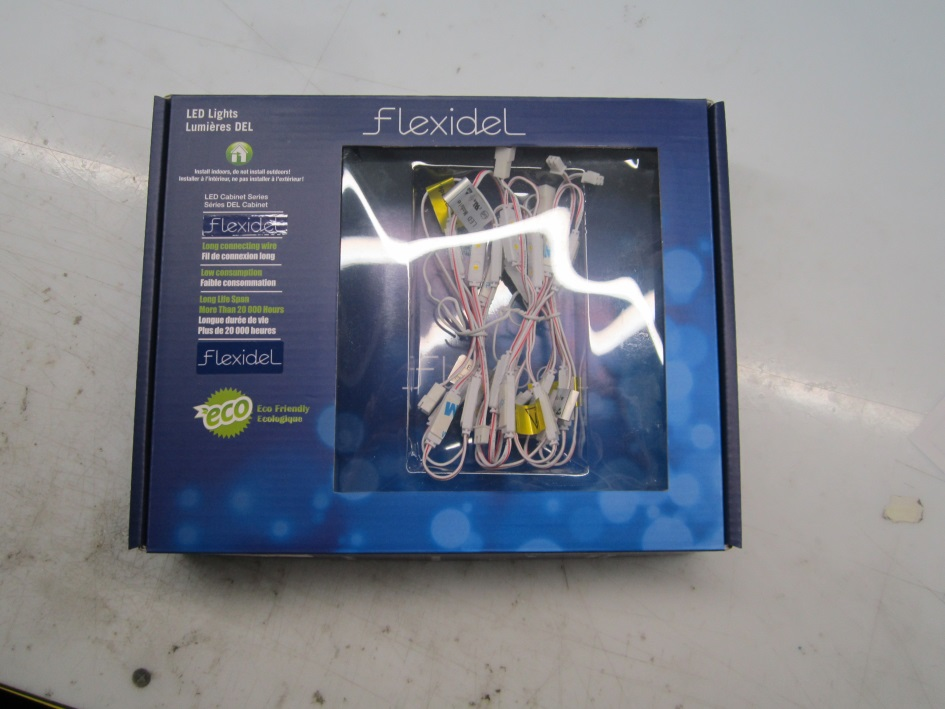 LED Lights
Lumières DEL
Flexidel
Install indoors, do not install outdoors!
Installer à l'intérieur, ne pas installer à l'extérieur!
LED Cabinet Series
Séries DEL Cabinet
Flexidel
Long connecting wire
Fil de connexion long
Low consumption
Faible consommation
Long Life Span
More Than 20 000 Hours
Longue durée de vie
Plus de 20 000 heures
Flexidel
eco
Eco Friendly
Ecologique